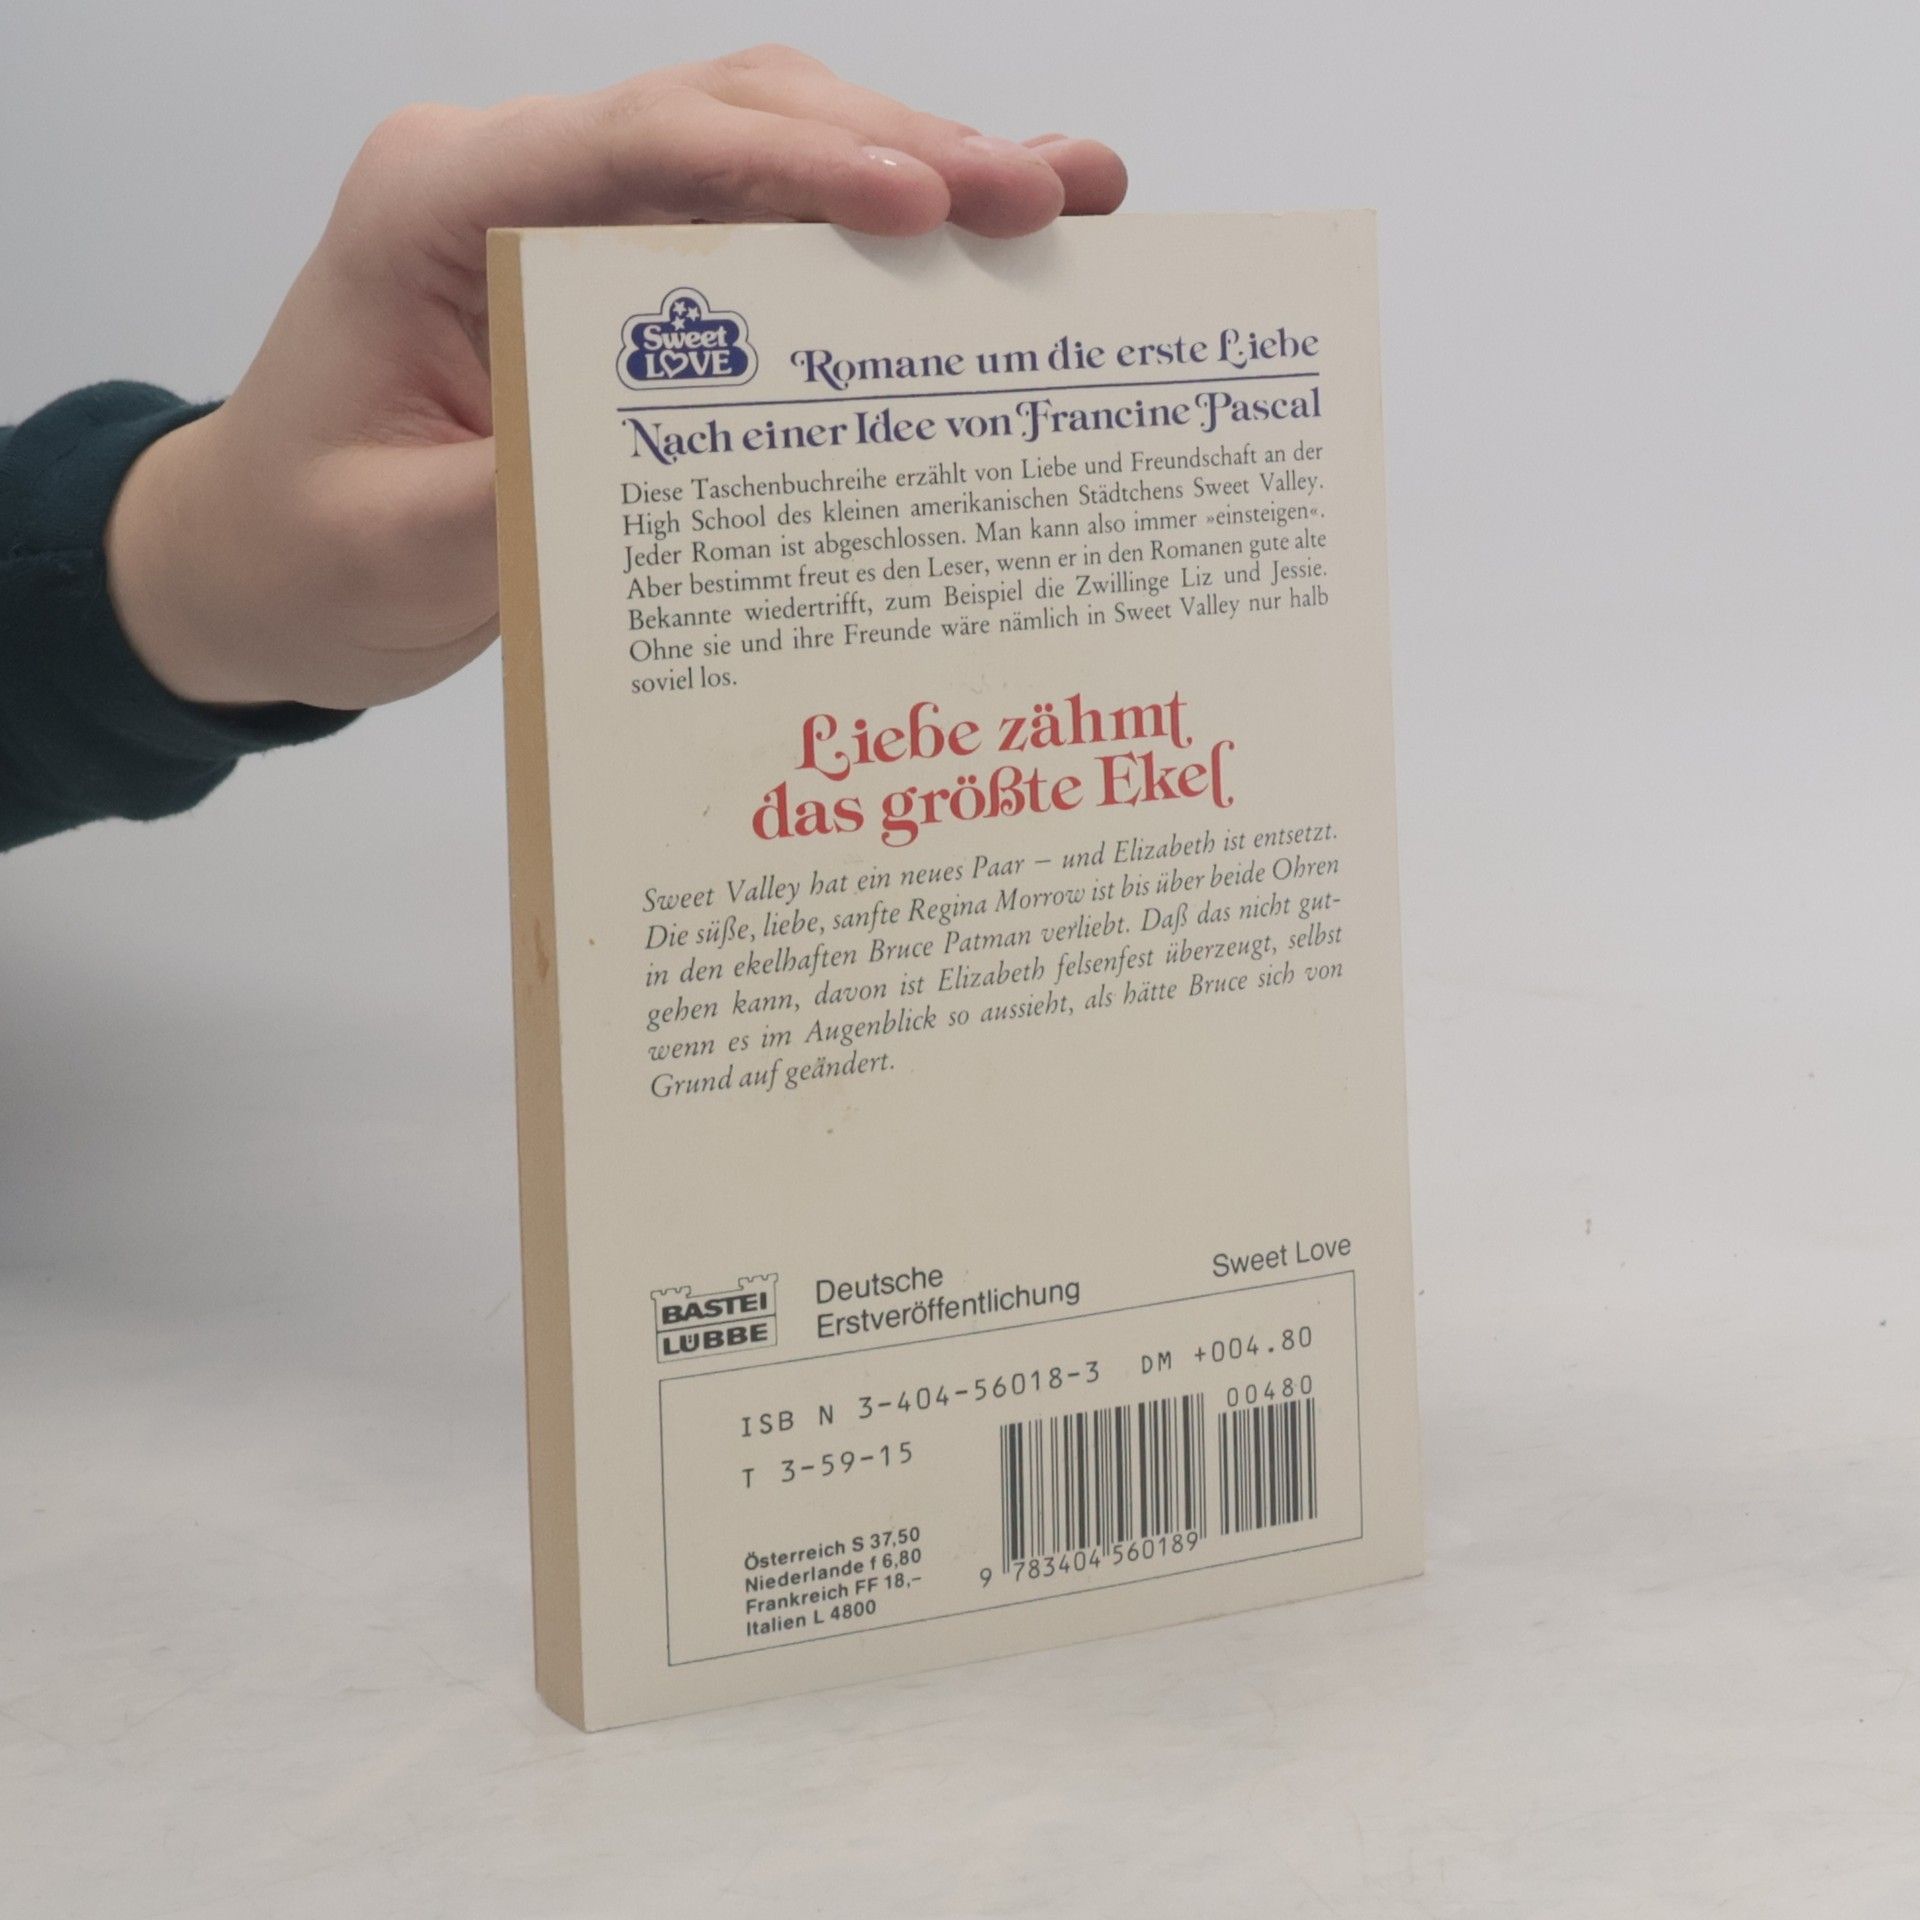 Sweet
LOVE
Romane um die erste Liebe
Nach einer Idee von Francine Pascal
Diese Taschenbuchreihe erzählt von Liebe und Freundschaft an der
High School des kleinen amerikanischen Städtchens Sweet Valley.
Jeder Roman ist abgeschlossen. Man kann also immer »einsteigen«.
Aber bestimmt freut es den Leser, wenn er in den Romanen gute alte
Bekannte wiedertrifft, zum Beispiel die Zwillinge Liz und Jessie.
Ohne sie und ihre Freunde wäre nämlich in Sweet Valley nur halb
soviel los.
Liebe zähmt
das größte Ekel
Sweet Valley hat ein neues Paar – und Elizabeth ist entsetzt.
Die süße, liebe, sanfte Regina Morrow ist bis über beide Ohren
in den ekelhaften Bruce Patman verliebt. Daß das nicht gut-
gehen kann, davon ist Elizabeth felsenfest überzeugt, selbst
wenn es im Augenblick so aussieht, als hätte Bruce sich von
Grund auf geändert.
BASTEI
LÜBBE
Deutsche
Erstveröffentlichung
Sweet Love
ISB N 3-404-56018-3 DM +004.80
T 3-59-15
00480
Österreich S 37,50
Niederlande f 6,80
Frankreich FF 18,–
Italien L 4800
9 783404 560189